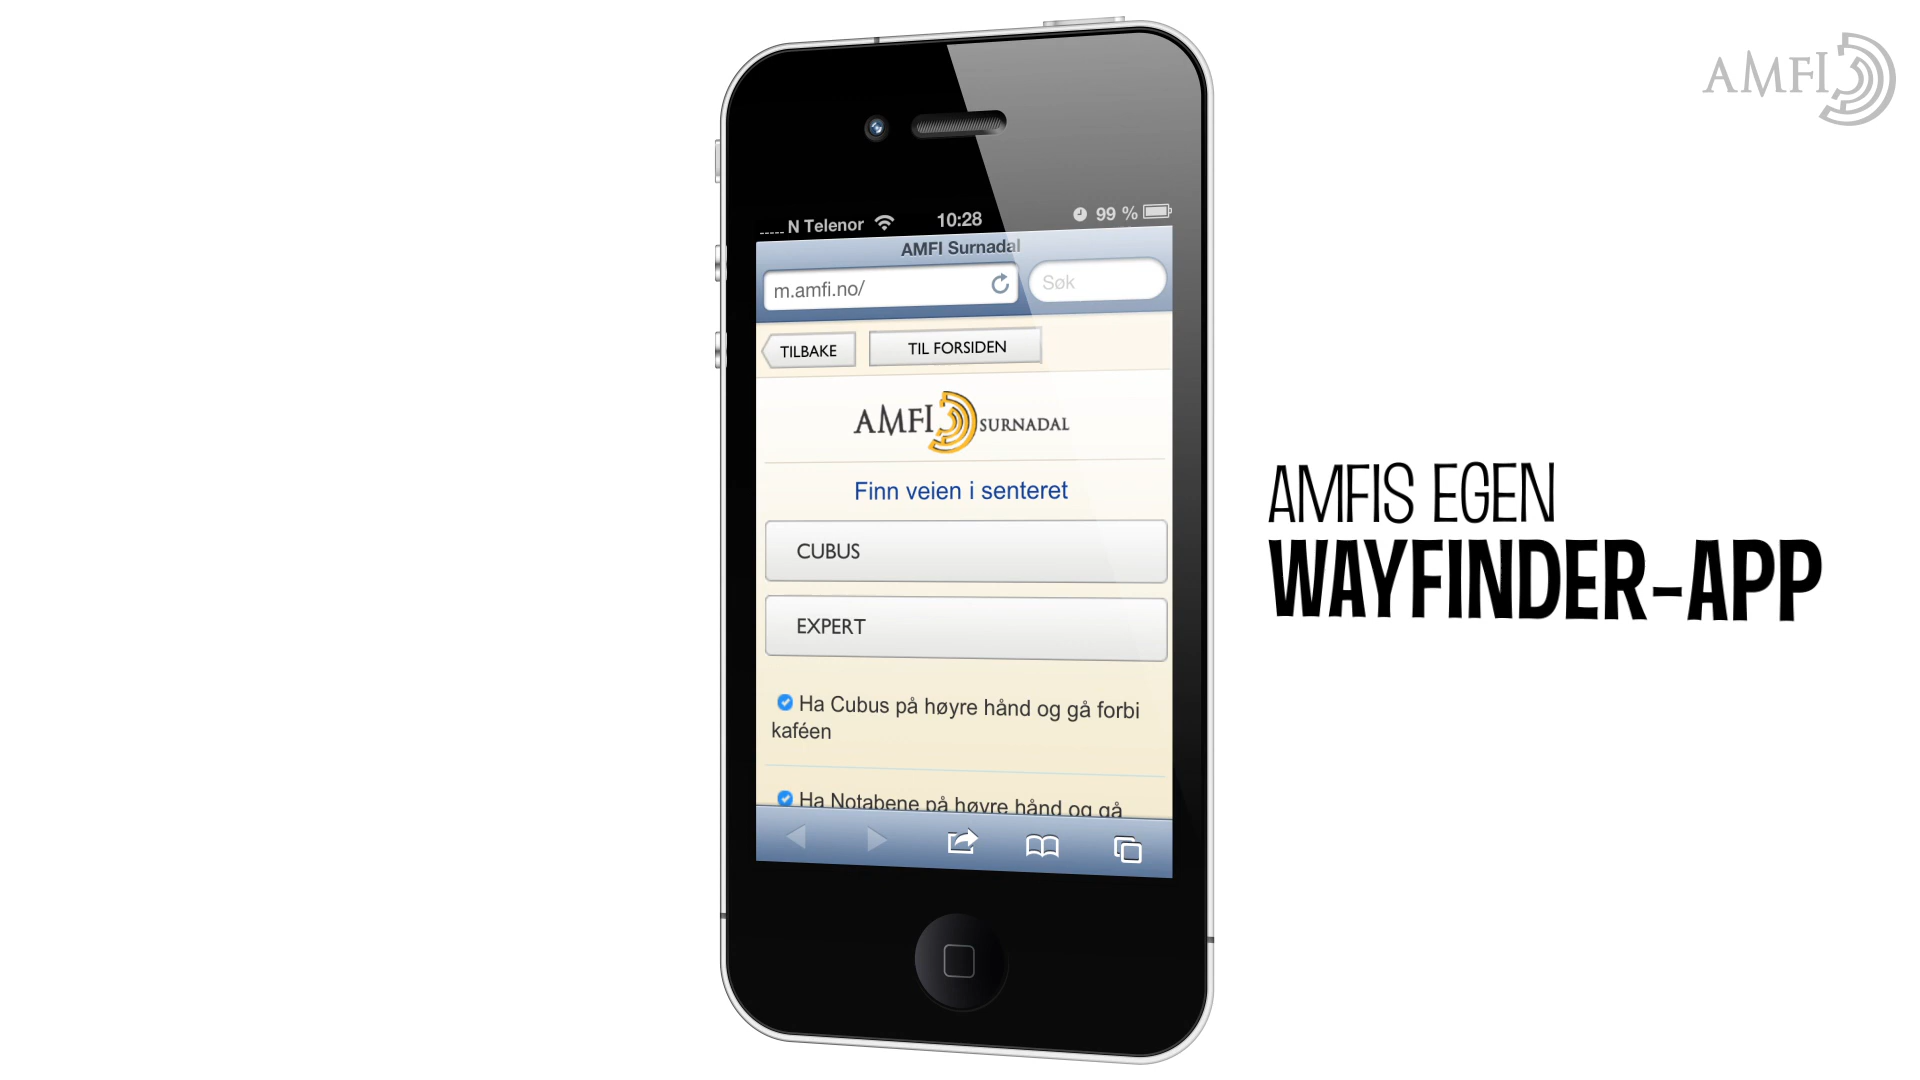 AMFI
N Telenor 10:28 99 %
AMFI Surnadal
m.amfi.no/ Søk
TILBAKE TIL FORSIDEN
AMFI SURNADAL
Finn veien i senteret
CUBUS
EXPERT
Ha Cubus på høyre hånd og gå forbi
kaféen
Ha Notabene på høyre hånd og gå
AMFIS EGEN
WAYFINDER-APP